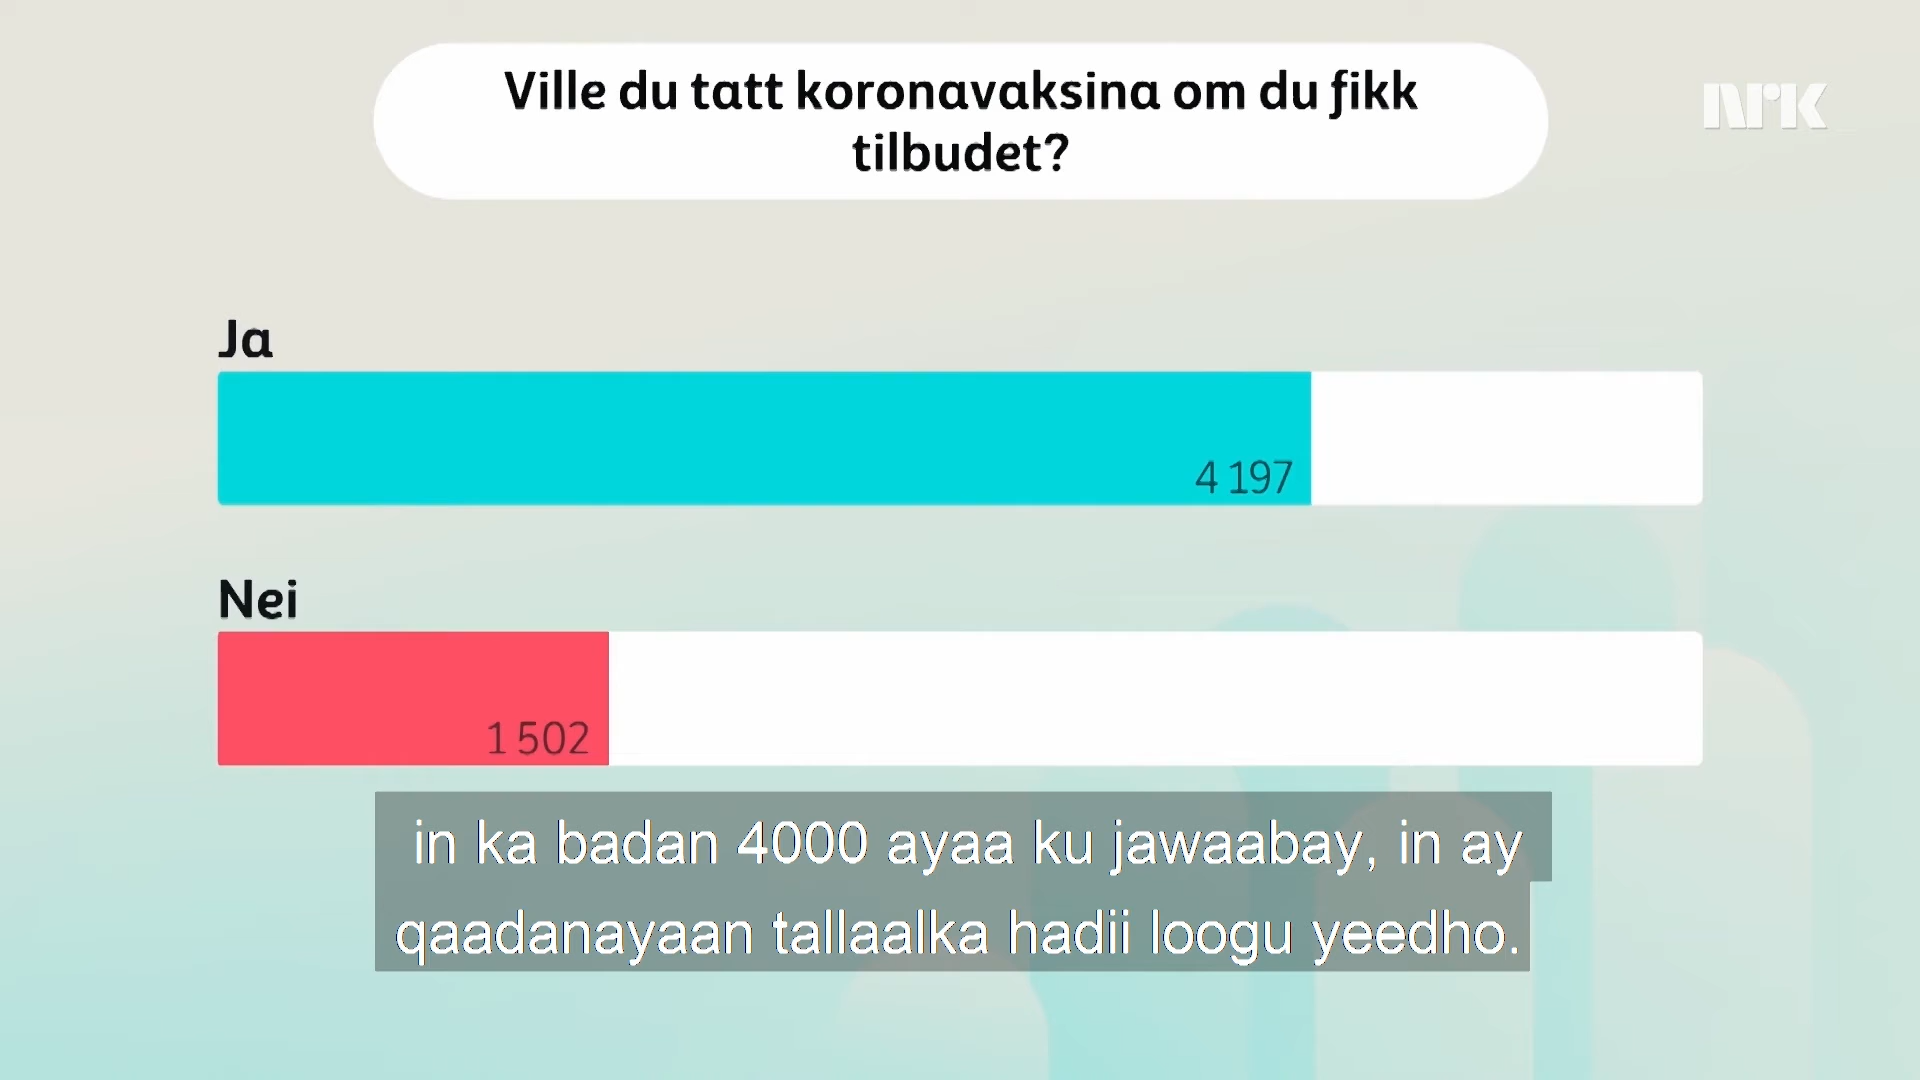 Ville du tatt koronavaksina om du fikk
tilbudet?
NRK
Ja
4 197
Nei
1 502
in ka badan 4000 ayaa ku jawaabay, in ay
qaadanayaan tallaalka hadii loogu yeedho.